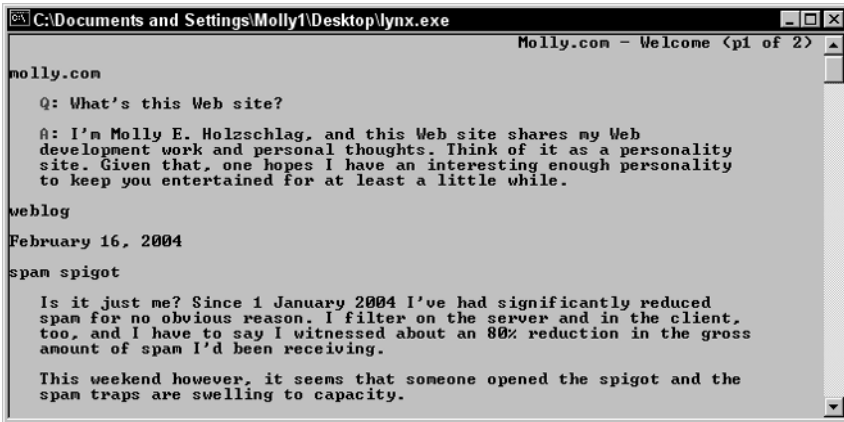 C:\Documents and Settings\Molly1\Desktop\lynx.exe
Molly.com - Welcome (p1 of 2)
molly.com
Q: What's this Web site?
A: I'm Molly E. Holzschlag, and this Web site shares my Web
development work and personal thoughts. Think of it as a personality
site. Given that, one hopes I have an interesting enough personality
to keep you entertained for at least a little while.
weblog
February 16, 2004
spam spigot
Is it just me? Since 1 January 2004 I've had significantly reduced
spam for no obvious reason. I filter on the server and in the client,
too, and I have to say I witnessed about an 80% reduction in the gross
amount of spam I'd been receiving.
This weekend however, it seems that someone opened the spigot and the
spam traps are swelling to capacity.